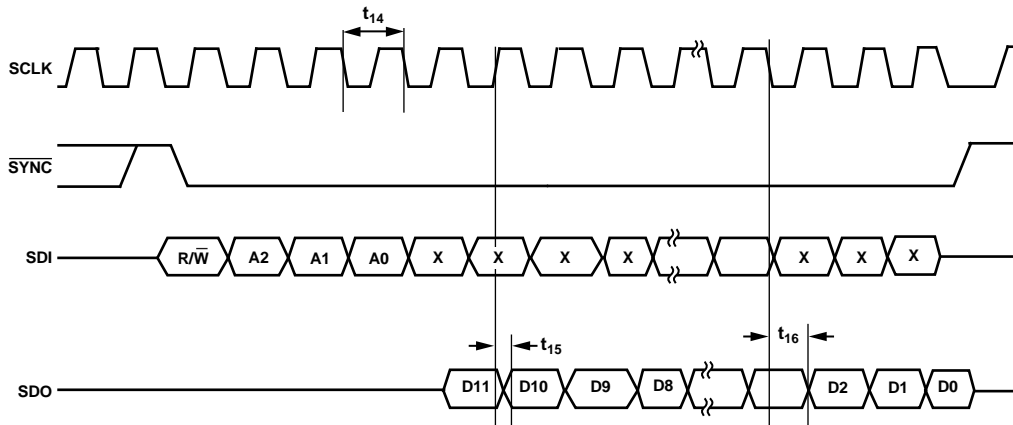 t14
SCLK
SYNC
SDI R/W A2 A1 A0 X X X X X X X
t15 t16
SDO D11 D10 D9 D8 D2 D1 D0